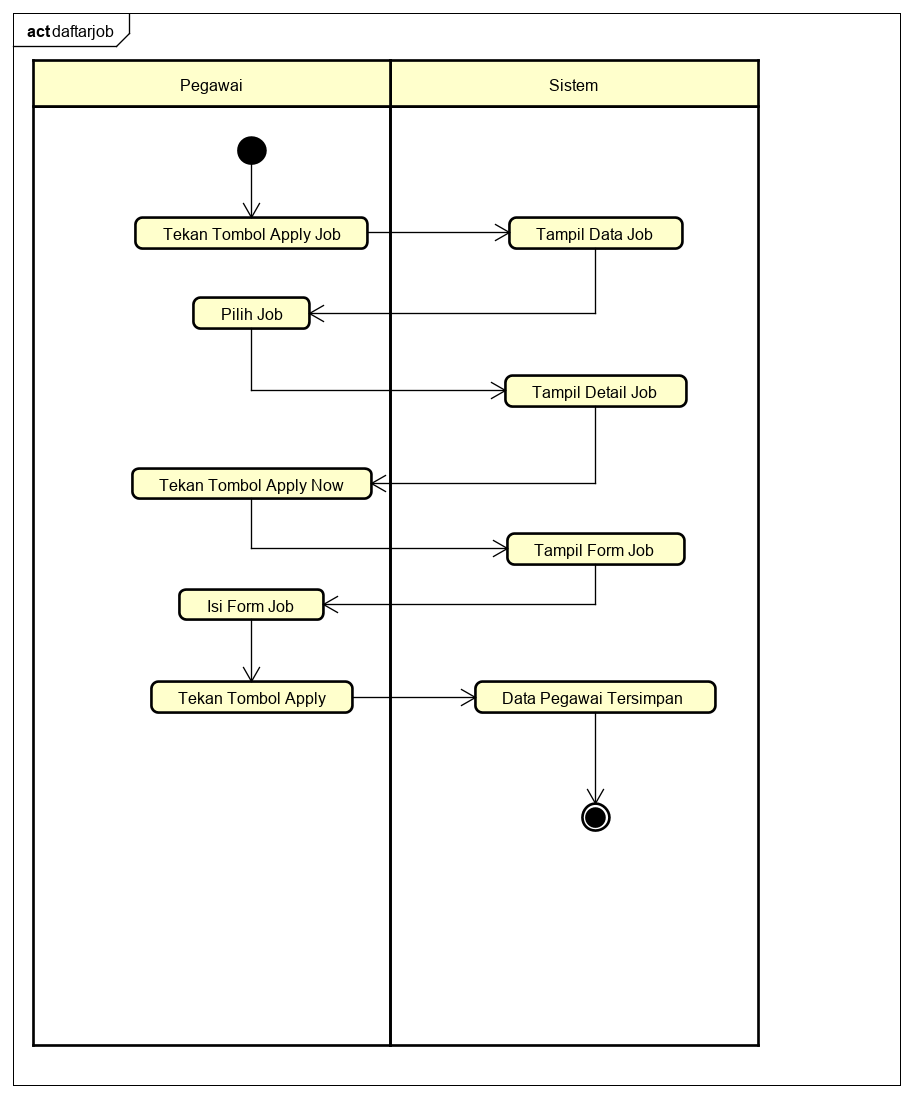 act daftarjob
Pegawai
Sistem
Tekan Tombol Apply Job
Tampil Data Job
Pilih Job
Tampil Detail Job
Tekan Tombol Apply Now
Tampil Form Job
Isi Form Job
Tekan Tombol Apply
Data Pegawai Tersimpan